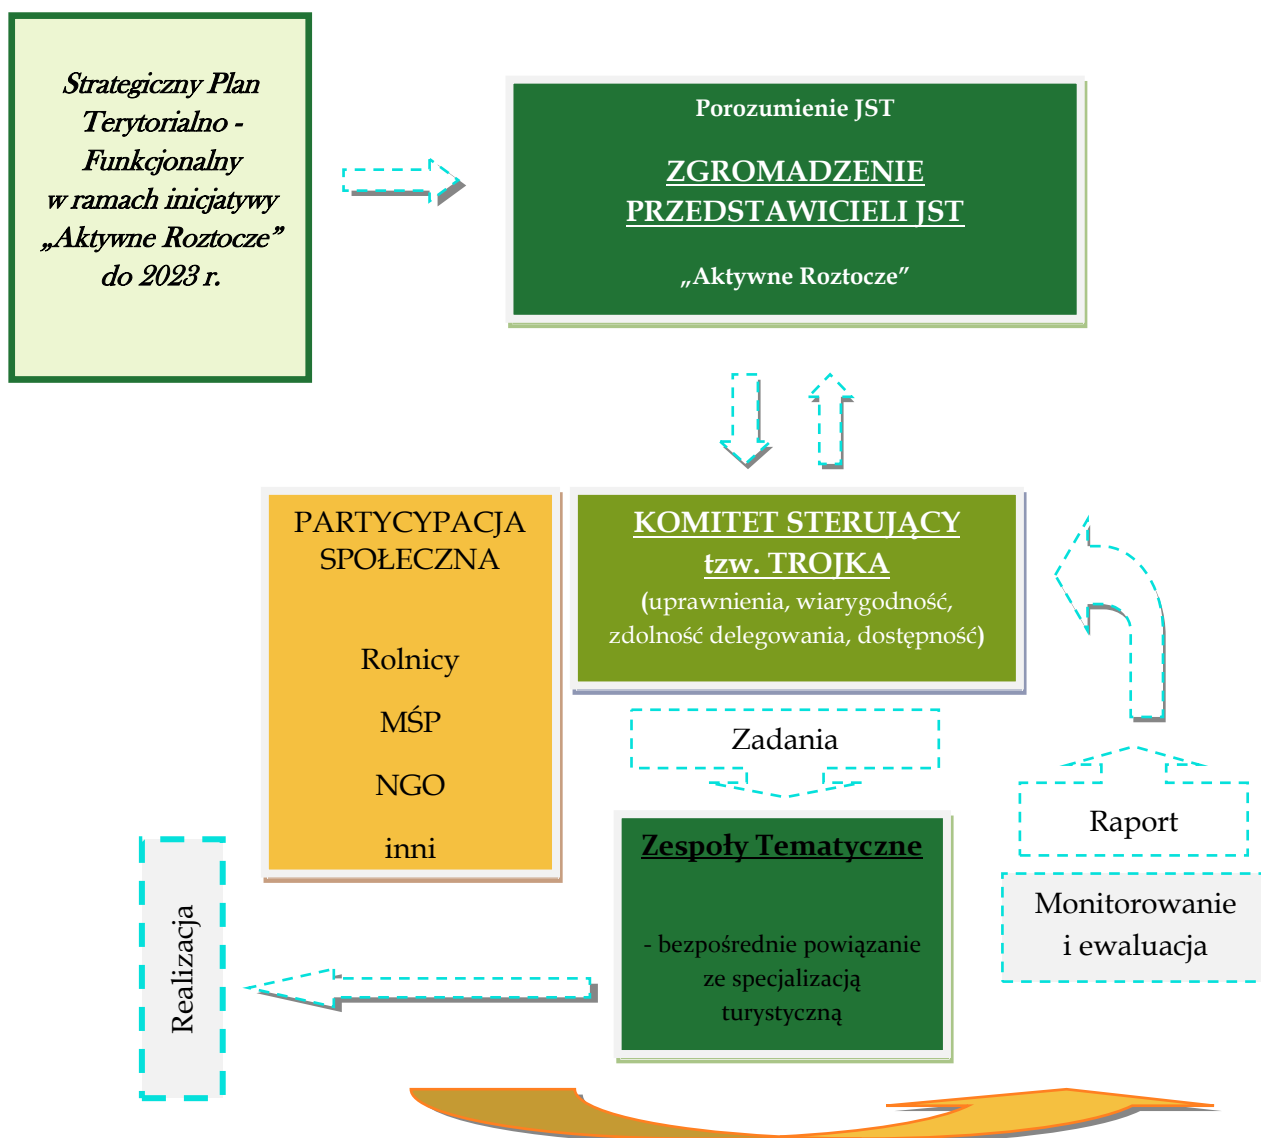 Strategiczny Plan
Terytorialno -
Funkcjonalny
w ramach inicjatywy
„Aktywne Roztocze”
do 2023 r.
Porozumienie JST
ZGROMADZENIE
PRZEDSTAWICIELI JST
„Aktywne Roztocze”
PARTYCYPACJA
SPOŁECZNA
Rolnicy
MŚP
NGO
inni
KOMITET STERUJĄCY
tzw. TROJKA
(uprawnienia, wiarygodność,
zdolność delegowania, dostępność)
Zadania
Zespoły Tematyczne
- bezpośrednie powiązanie
ze specjalizacją
turystyczną
Raport
Monitorowanie
i ewaluacja
Realizacja